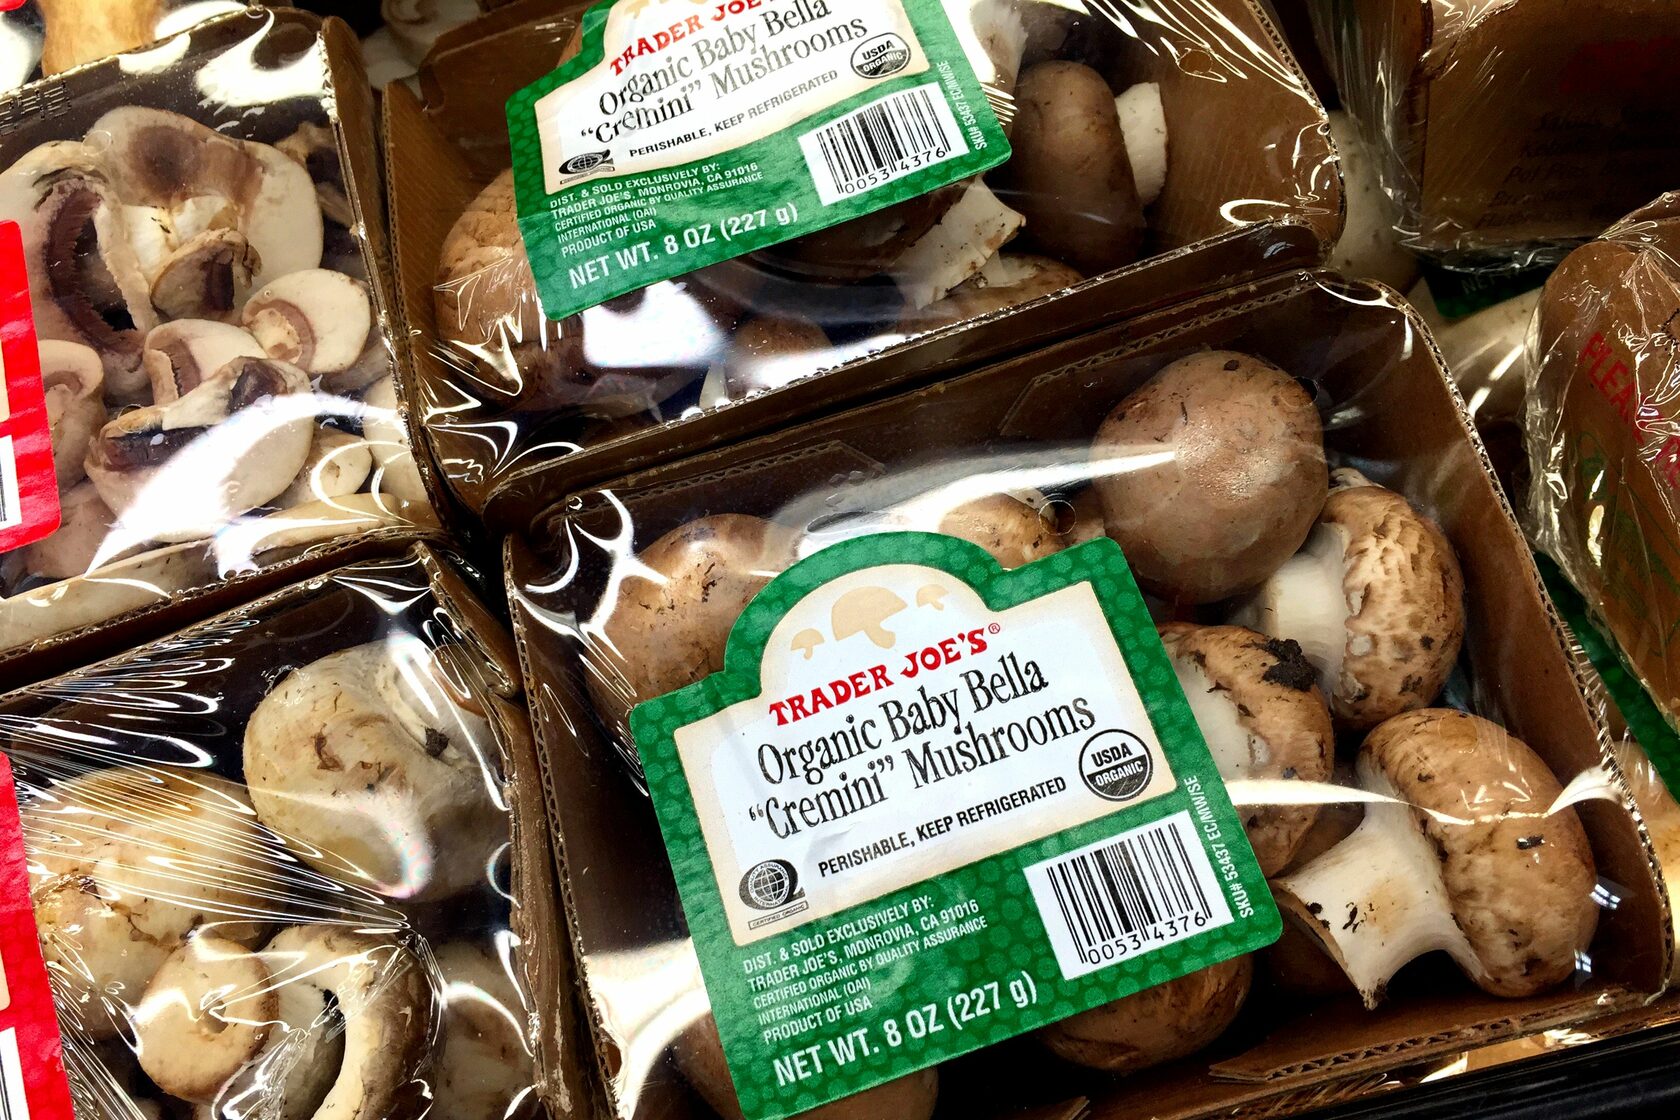 TRADER JOE'S
Organic Baby Bella
"Cremini" Mushrooms
USDA
ORGANIC
PERISHABLE, KEEP REFRIGERATED
DIST. & SOLD EXCLUSIVELY BY:
TRADER JOE'S, MONROVIA, CA 91016
CERTIFIED ORGANIC BY QUALITY ASSURANCE
INTERNATIONAL (QAI)
PRODUCT OF USA
NET WT. 8 OZ (227 g)
0053 4376
SKU# 53437 EC/MW/SE
TRADER JOE'S®
Organic Baby Bella
"Cremini" Mushrooms
USDA
ORGANIC
PERISHABLE, KEEP REFRIGERATED
CERTIFIED ORGANIC
DIST. & SOLD EXCLUSIVELY BY:
TRADER JOE'S, MONROVIA, CA 91016
CERTIFIED ORGANIC BY QUALITY ASSURANCE
INTERNATIONAL (QAI)
PRODUCT OF USA
NET WT. 8 OZ (227 g)
0053 4376
SKU# 53437 EC/MW/SE